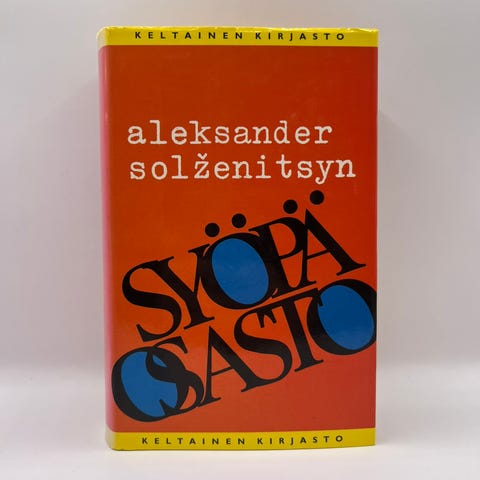 KELTAINEN KIRJASTO
aleksander
solženitsyn
SYÖPÄ
OSASTO
KELTAINEN KIRJASTO